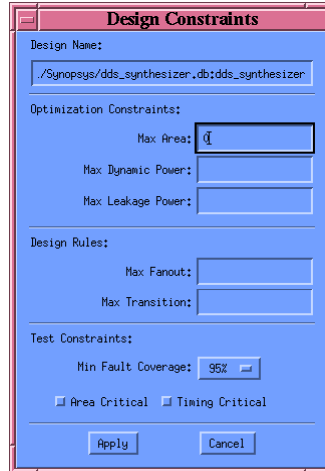 Design Constraints
Design Name:
./Synopsys/dds_synthesizer.db:dds_synthesizer
Optimization Constraints:
Max Area: 0
Max Dynamic Power:
Max Leakage Power:
Design Rules:
Max Fanout:
Max Transition:
Test Constraints:
Min Fault Coverage: 95%
Area Critical Timing Critical
Apply Cancel